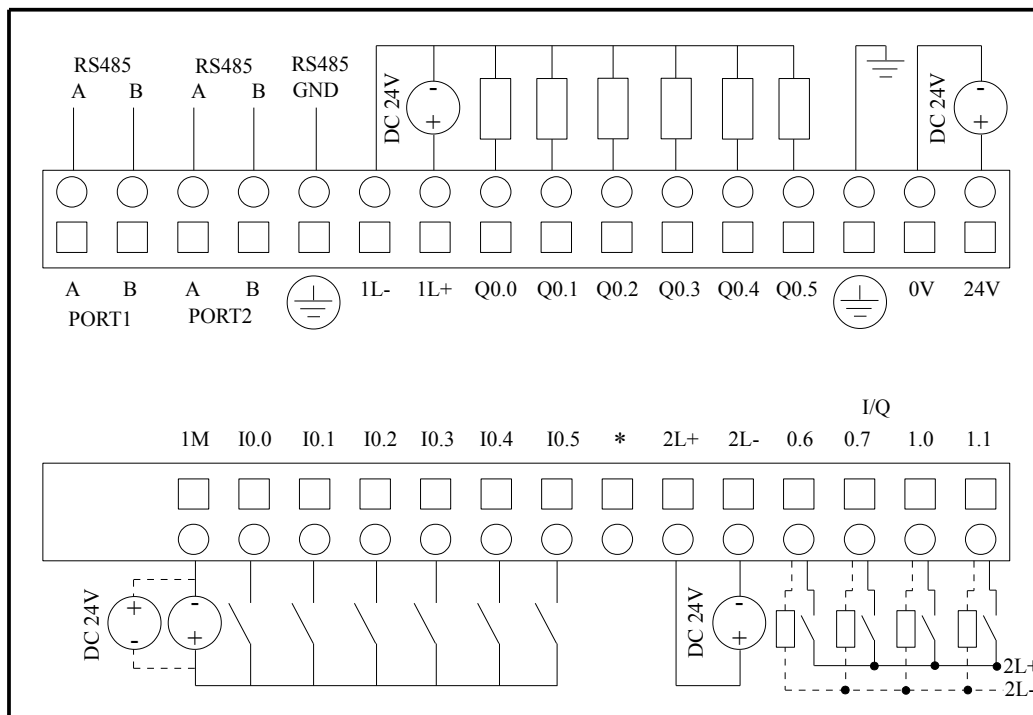 RS485 RS485 RS485
A B A B GND
DC 24V - +
DC 24V - +
A B A B 1L- 1L+ Q0.0 Q0.1 Q0.2 Q0.3 Q0.4 Q0.5 0V 24V
PORT1 PORT2
I/Q
1M I0.0 I0.1 I0.2 I0.3 I0.4 I0.5 * 2L+ 2L- 0.6 0.7 1.0 1.1
DC 24V + - - +
DC 24V - +
2L+
2L-